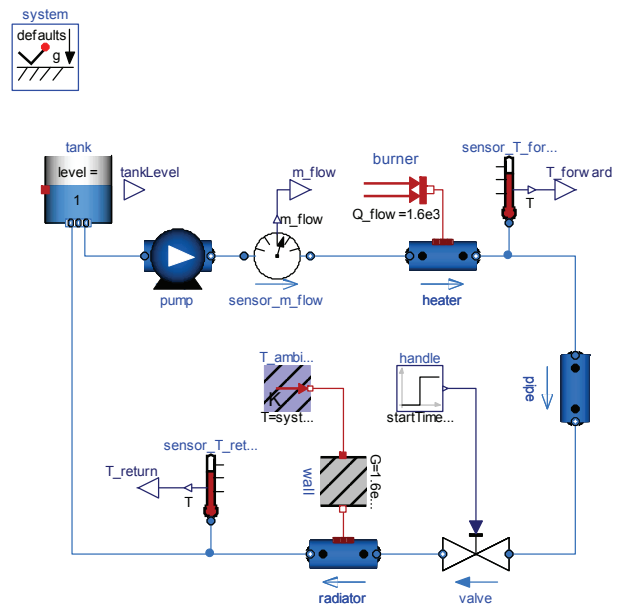 system
defaults
g
tank
level =
1
tankLevel
m_flow
m_flow
burner
Q_flow=1.6e3
sensor_T_for...
T_forward
T
pump
sensor_m_flow
heater
pipe
T_ambi...
K
T=syst...
handle
startTime...
sensor_T_ret...
T_return
T
wall
G=1.6e...
radiator
valve